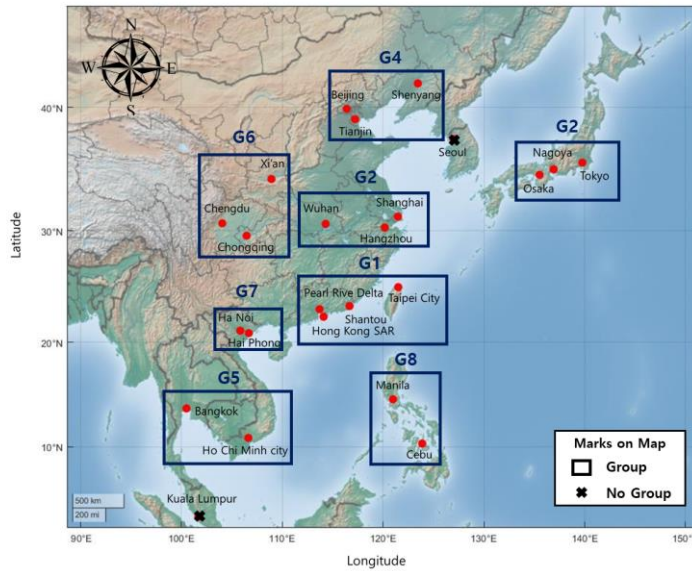 N
W E
S
G4
Beijing
Shenyang
Tianjin
40°N
Seoul
G2
Nagoya
Osaka
Tokyo
G6
Xi'an
Chengdu
Chongqing
G2
Wuhan
Shanghai
Hangzhou
30°N
Latitude
G1
Pearl Rive Delta
Taipei City
Shantou
Hong Kong SAR
G7
Ha Nói
Hai Phong
20°N
G5
Bangkok
Ho Chi Minh city
G8
Manila
Cebu
10°N
Marks on Map
Group
No Group
Kuala Lumpur
500 km
200 mi
90°E 100°E 110°E 120°E 130°E 140°E 150°
Longitude